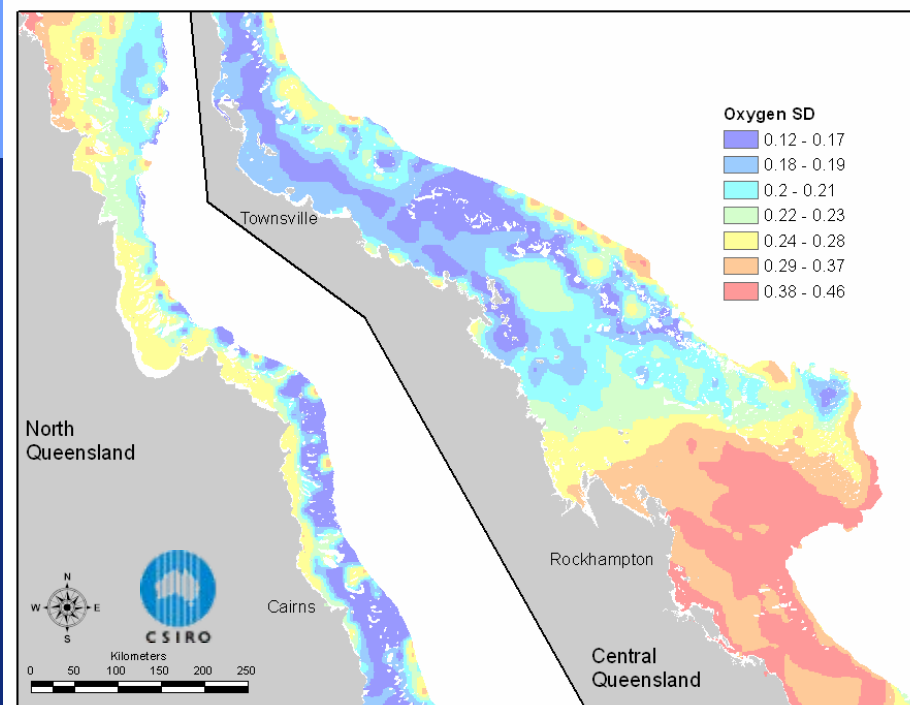 Oxygen SD
0.12 - 0.17
0.18 - 0.19
0.2 - 0.21
0.22 - 0.23
0.24 - 0.28
0.29 - 0.37
0.38 - 0.46
Townsville
North
Queensland
Rockhampton
Cairns
Central
Queensland
N
W E
S
CSIRO
Kilometers
0 50 100 150 200 250